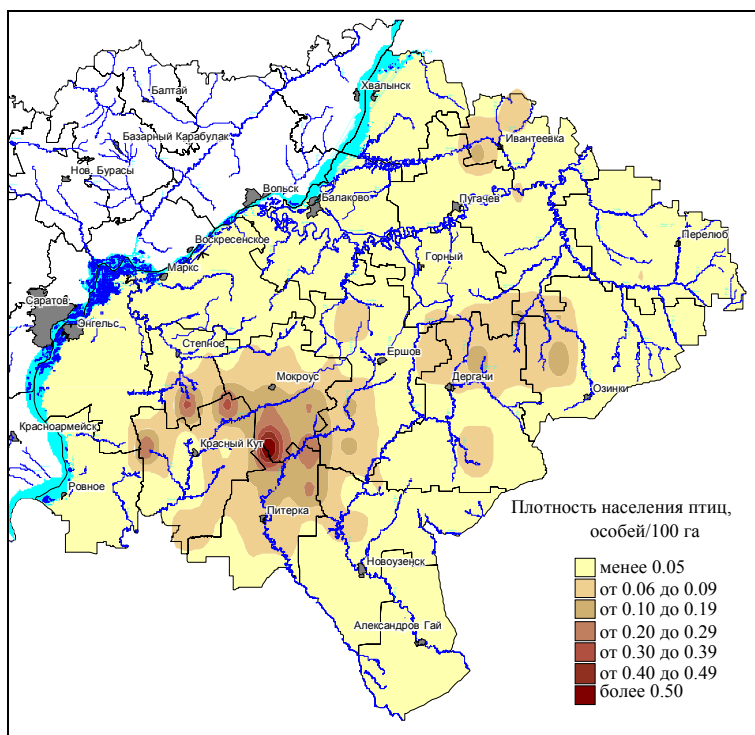 Хвалынск
Балтай
Базарный Карабулак
Ивантеевка
Нов. Бурасы
Вольск
Балаково
Пугачев
Воскресенское
Перелюб
Горный
Маркс
Саратов
Энгельс
Степное
Ершов
Мокроус
Дергачи
Озинки
Красноармейск
Красный Кут
Ровное
Питерка
Новоузенск
Александров Гай
Плотность населения птиц,
особей/100 га
менее 0.05
от 0.06 до 0.09
от 0.10 до 0.19
от 0.20 до 0.29
от 0.30 до 0.39
от 0.40 до 0.49
более 0.50